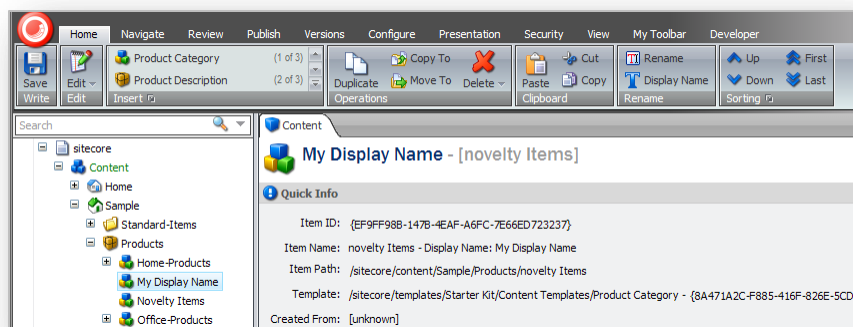 Home Navigate Review Publish Versions Configure Presentation Security View My Toolbar Developer
Save Edit Product Category (1 of 3) Duplicate Copy To Delete Paste Cut Rename Up First
Product Description (2 of 3) Move To Copy Display Name Down Last
Write Edit Insert Operations Clipboard Rename Sorting
Search
Content
sitecore
Content
Home
Sample
Standard-Items
Products
Home-Products
My Display Name
Novelty Items
Office-Products
My Display Name - [novelty Items]
Quick Info
Item ID: {EF9FF98B-147B-4EAF-A6FC-7E66ED723237}
Item Name: novelty Items - Display Name: My Display Name
Item Path: /sitecore/content/Sample/Products/novelty Items
Template: /sitecore/templates/Starter Kit/Content Templates/Product Category - {8A471A2C-F885-416F-826E-5CD
Created From: [unknown]